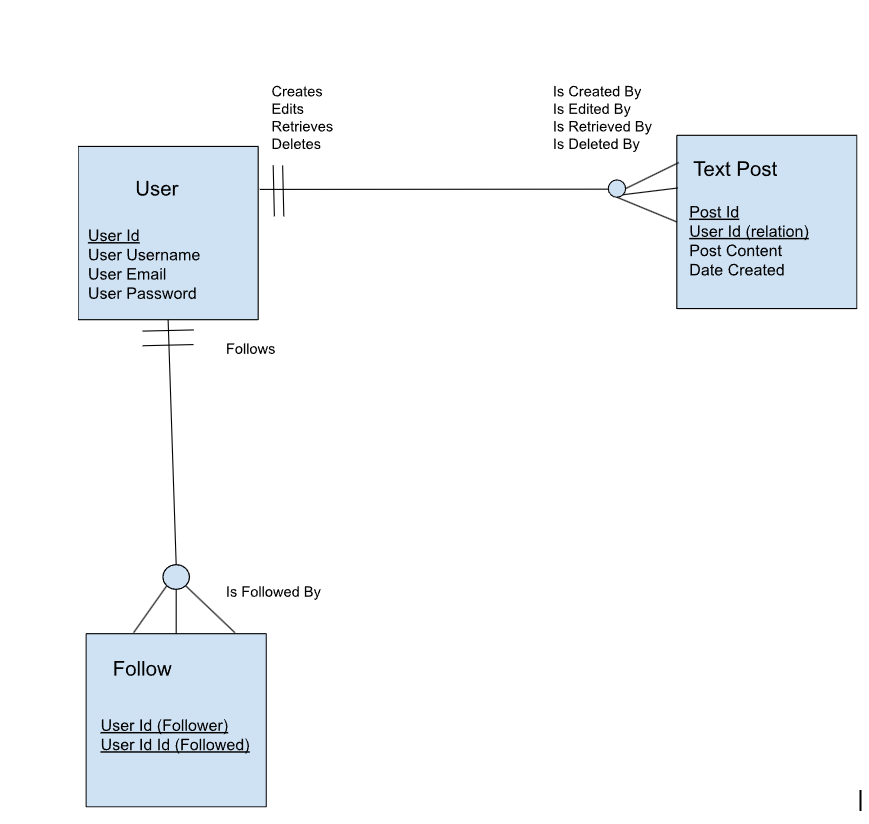 Creates
Edits
Retrieves
Deletes
Is Created By
Is Edited By
Is Retrieved By
Is Deleted By
User
User Id
User Username
User Email
User Password
Text Post
Post Id
User Id (relation)
Post Content
Date Created
Follows
Is Followed By
Follow
User Id (Follower)
User Id Id (Followed)